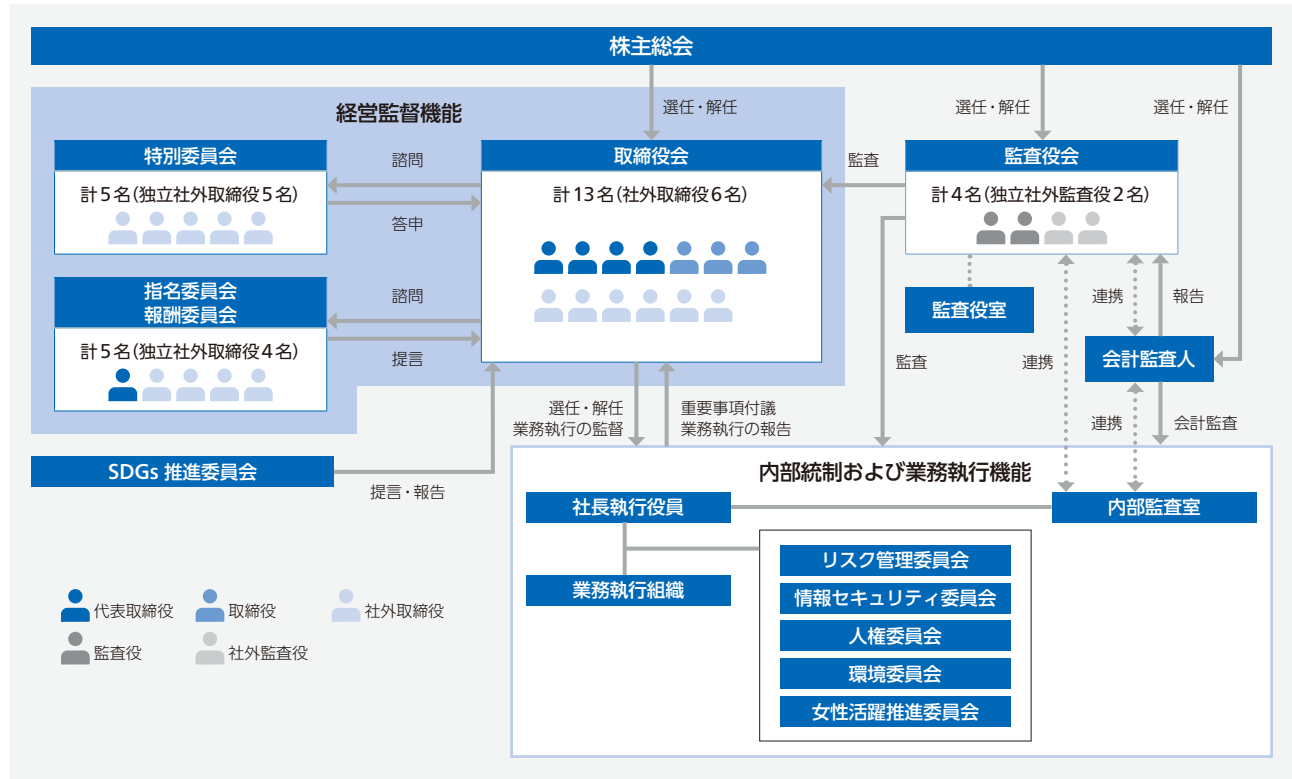 株主総会
選任・解任
選任・解任
選任・解任
経営監督機能
特別委員会
計5名(独立社外取締役5名)
諮問
答申
取締役会
計13名(社外取締役6名)
監査
監査役会
計4名(独立社外監査役2名)
指名委員会
報酬委員会
計5名(独立社外取締役4名)
諮問
提言
監査役室
連携
報告
会計監査人
監査
連携
連携
会計監査
選任・解任
業務執行の監督
重要事項付議
業務執行の報告
SDGs 推進委員会
提言・報告
内部統制および業務執行機能
社長執行役員
内部監査室
業務執行組織
リスク管理委員会
情報セキュリティ委員会
人権委員会
環境委員会
女性活躍推進委員会
代表取締役
取締役
社外取締役
監査役
社外監査役